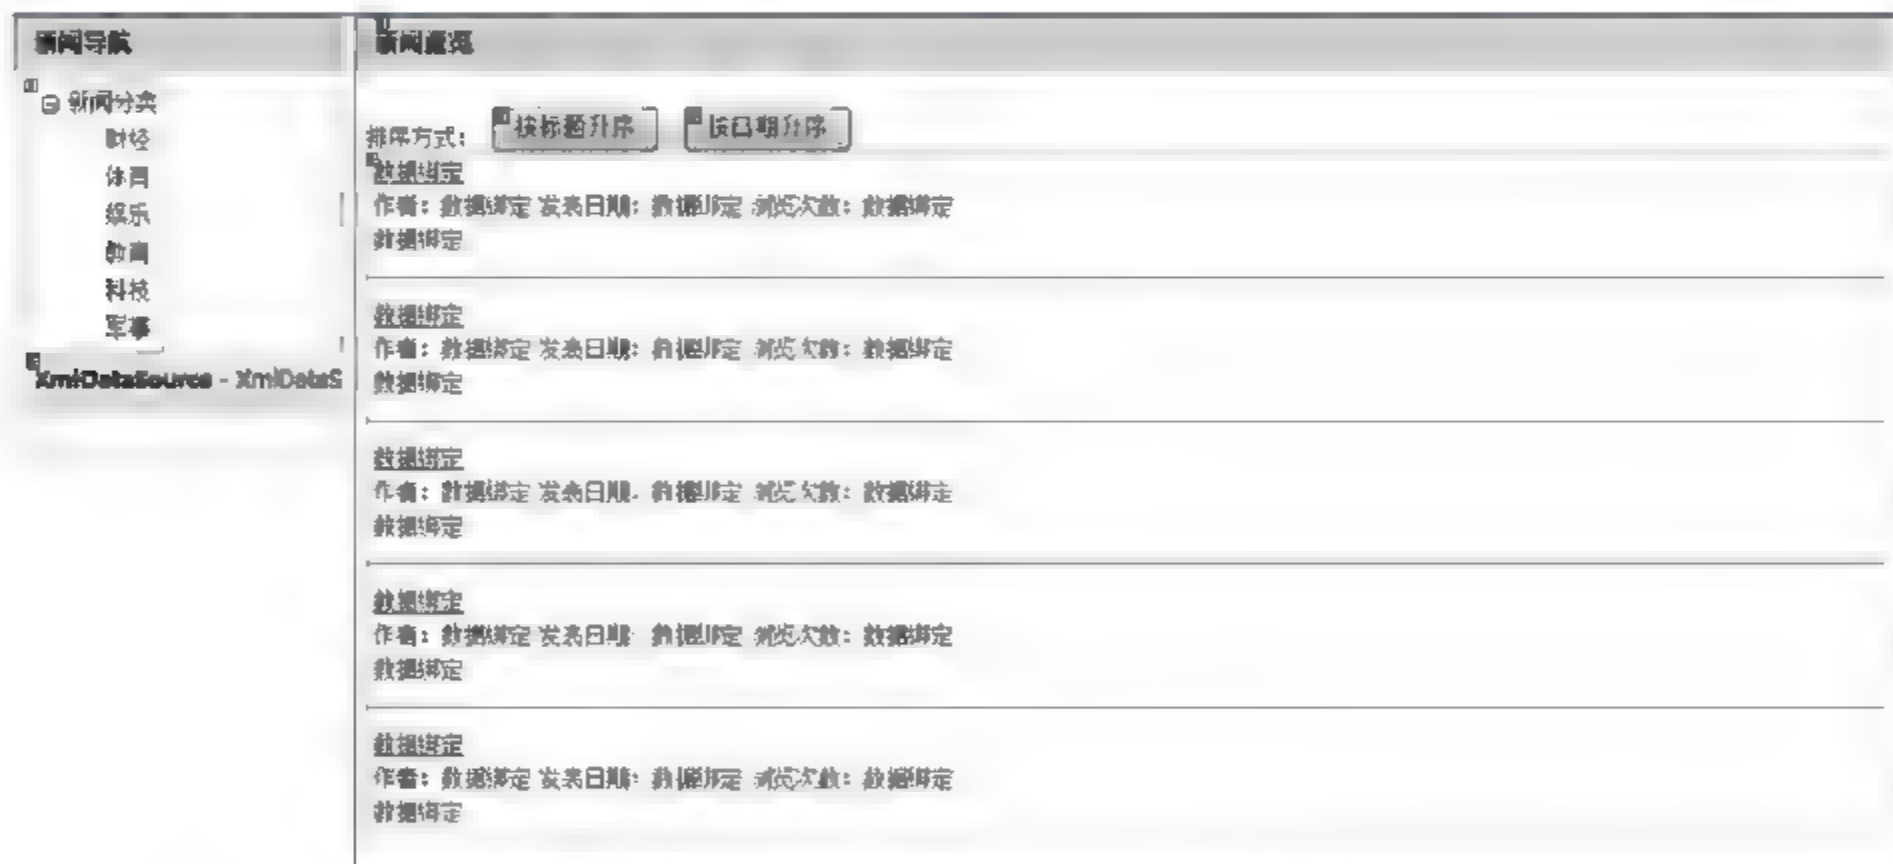 新闻导航
新闻分类
财经
体育
娱乐
教育
科技
军事
XmlDataSource - XmlDataS
新闻概览
排序方式： 按标题升序 按日期升序
数据绑定
作者：数据绑定 发表日期：数据绑定 浏览次数：数据绑定
数据绑定
数据绑定
作者：数据绑定 发表日期：数据绑定 浏览次数：数据绑定
数据绑定
数据绑定
作者：数据绑定 发表日期：数据绑定 浏览次数：数据绑定
数据绑定
数据绑定
作者：数据绑定 发表日期：数据绑定 浏览次数：数据绑定
数据绑定
数据绑定
作者：数据绑定 发表日期：数据绑定 浏览次数：数据绑定
数据绑定